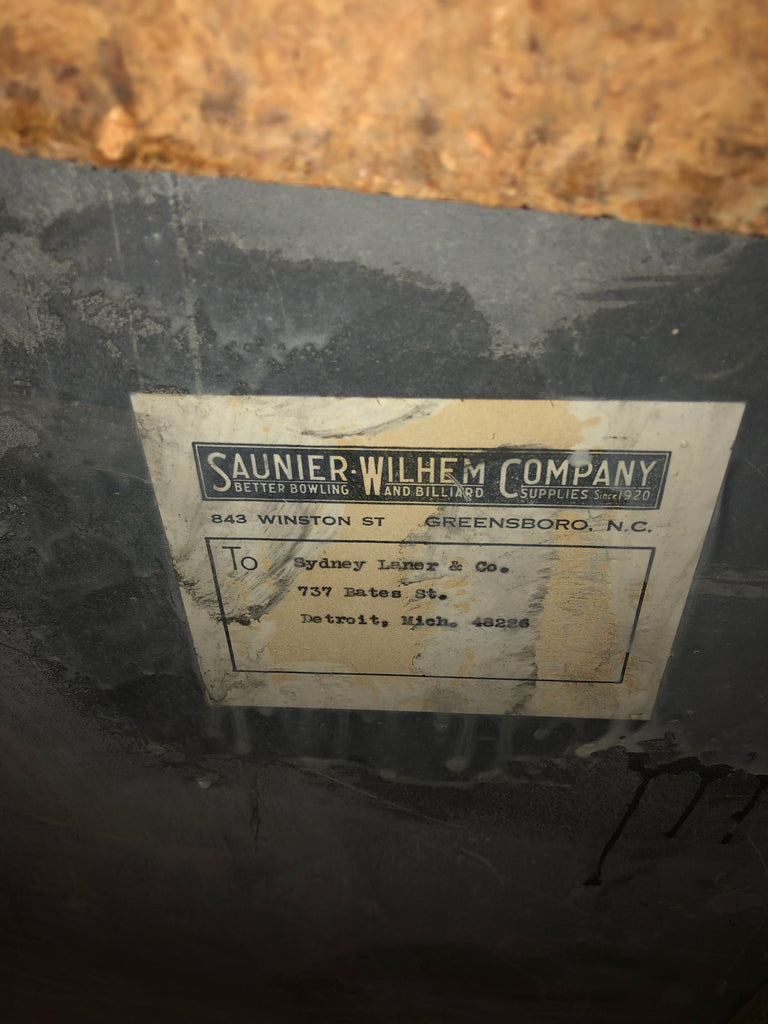 SAUNIER·WILHEM COMPANY
BETTER BOWLING AND BILLIARD SUPPLIES Since 1920
843 WINSTON ST GREENSBORO, N.C.
To Sydney Laner & Co.
737 Bates St.
Detroit, Mich. 48226